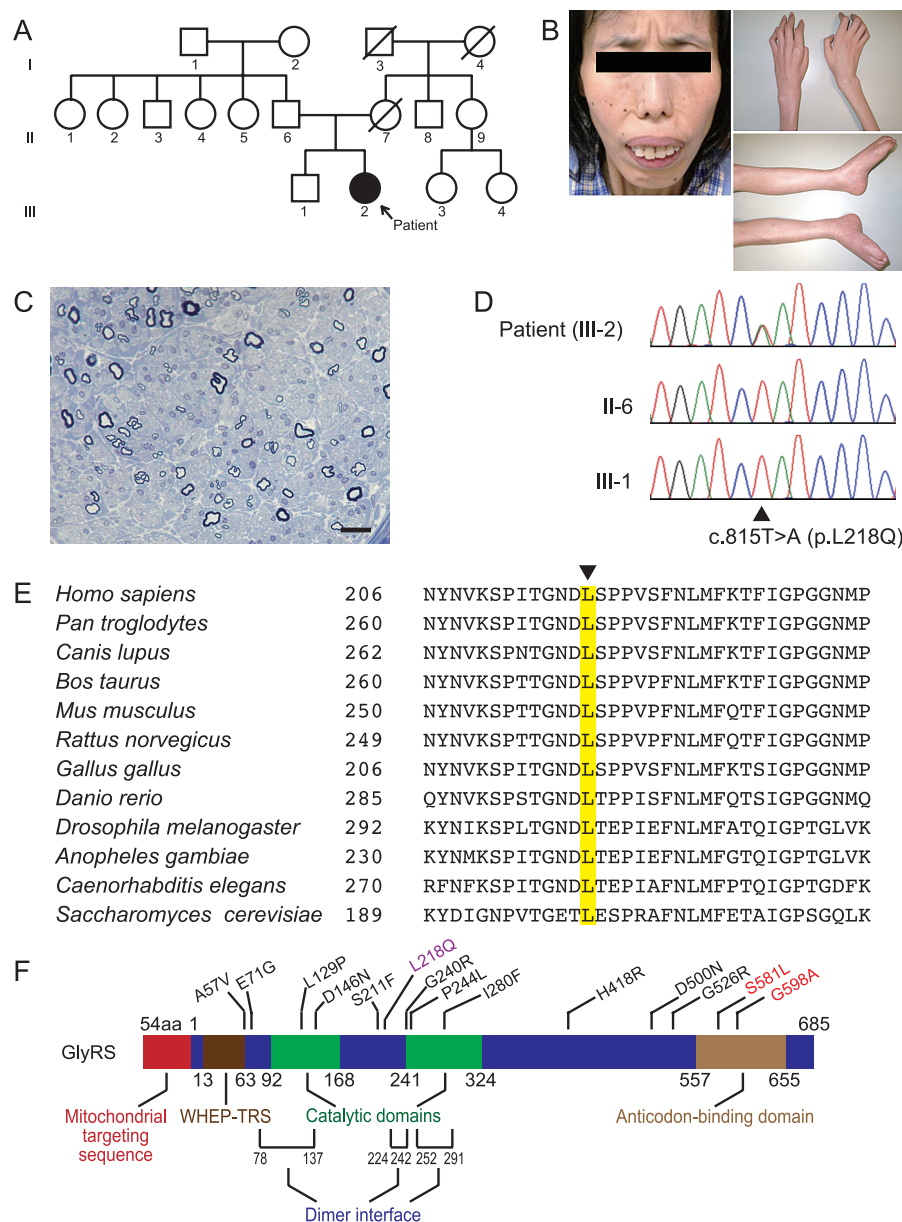 A
I
1 2 3 4
II
1 2 3 4 5 6 7 8 9
III
1 2 3 4
Patient
B
C
D
Patient (III-2)
II-6
III-1
c.815T>A (p.L218Q)
E
Homo sapiens 206 NYNVKSPITGNDLSPPVSFNLMFKTFIGPGGNMP
Pan troglodytes 260 NYNVKSPITGNDLSPPVSFNLMFKTFIGPGGNMP
Canis lupus 262 NYNVKSPNTGNDLSPPVSFNLMFKTFIGPGGNMP
Bos taurus 260 NYNVKSPTTGNDLSPPVPFNLMFKTFIGPGGNMP
Mus musculus 250 NYNVKSPTTGNDLSPPVPFNLMFQTFIGPGGNMP
Rattus norvegicus 249 NYNVKSPTTGNDLSPPVPFNLMFQTFIGPGGNMP
Gallus gallus 206 NYNVKSPITGNDLSPPVSFNLMFKTSIGPGGNMP
Danio rerio 285 QYNVKSPSTGNDLTPPISFNLMFQTSIGPGGNMQ
Drosophila melanogaster 292 KYNIKSPLTGNDLTEPIEFNLMFATQIGPTGLVK
Anopheles gambiae 230 KYNMKSPITGNDLTEPIEFNLMFGTQIGPTGLVK
Caenorhabditis elegans 270 RFNFKSPITGNDLTEPIAFNLMFPTQIGPTGDFK
Saccharomyces cerevisiae 189 KYDIGNPVTGETLESPRAFNLMFETAIGPSGQLK
F
A57V E71G L129P D146N S211F L218Q G240R P244L I280F H418R D500N G526R S581L G598A
54aa 1 685
GlyRS
13 63 92 168 241 324 557 655
Mitochondrial
targeting
sequence
WHEP-TRS
Catalytic domains
Anticodon-binding domain
78 137 224 242 252 291
Dimer interface